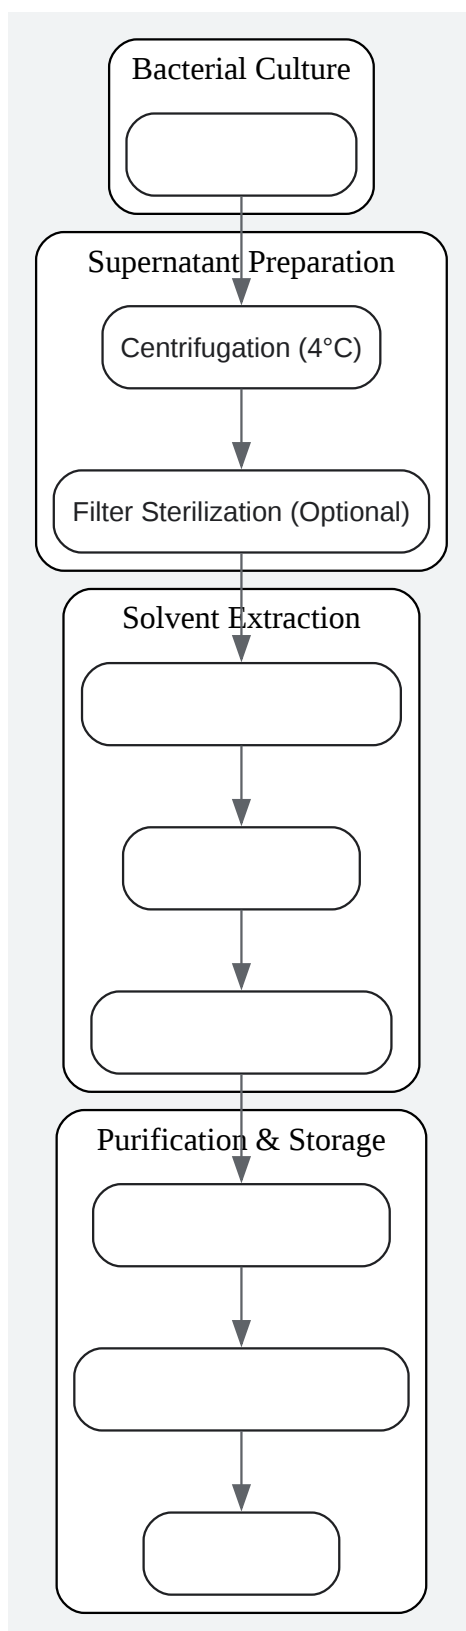 Bacterial Culture
Supernatant Preparation
Centrifugation (4°C)
Filter Sterilization (Optional)
Solvent Extraction
Purification & Storage